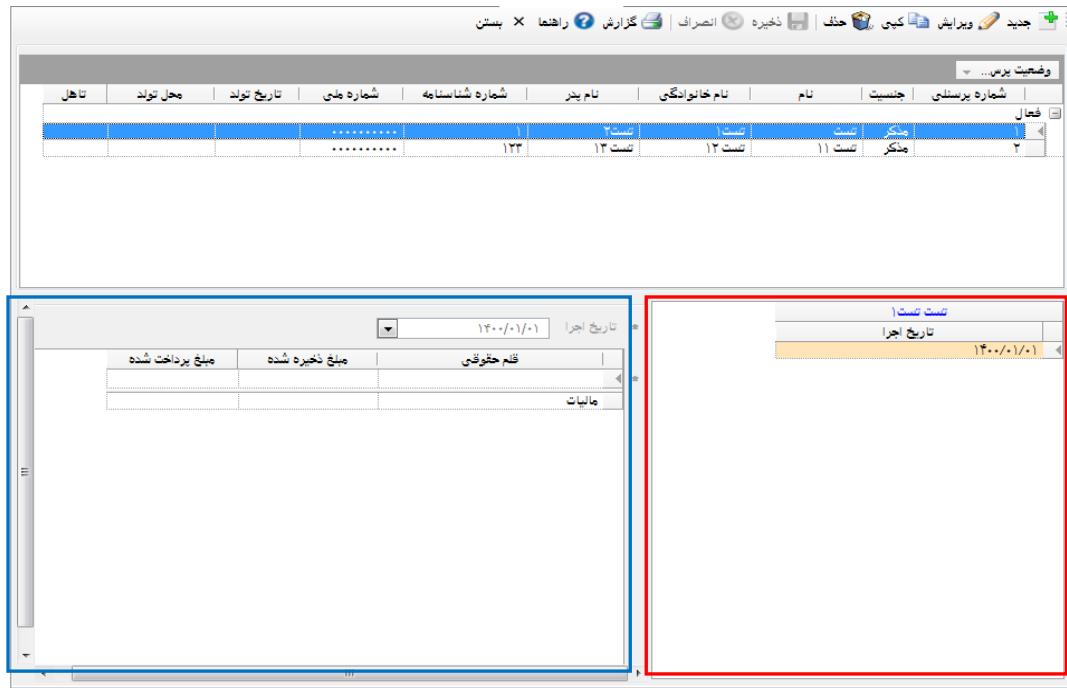 جدید ویرایش کپی حذف | ذخیره انصراف | گزارش راهنما × بستن
وضعیت پرس...
شماره پرسنلی جنسیت نام نام خانوادگی نام پدر شماره شناسنامه شماره ملی تاریخ تولد محل تولد تاهل
فعال
۱ مذکر تست تست۱ تست۲ ۱ ۰۰۰۰۰۰۰۰۰۰
۲ مذکر تست ۱۱ تست ۱۲ تست ۱۳ ۱۲۳ ۰۰۰۰۰۰۰۰۰۰
تست تست۱
تاریخ اجرا
۱۴۰۰/۰۱/۰۱
* تاریخ اجرا ۱۴۰۰/۰۱/۰۱
قلم حقوقی مبلغ ذخیره شده مبلغ پرداخت شده
*
مالیات